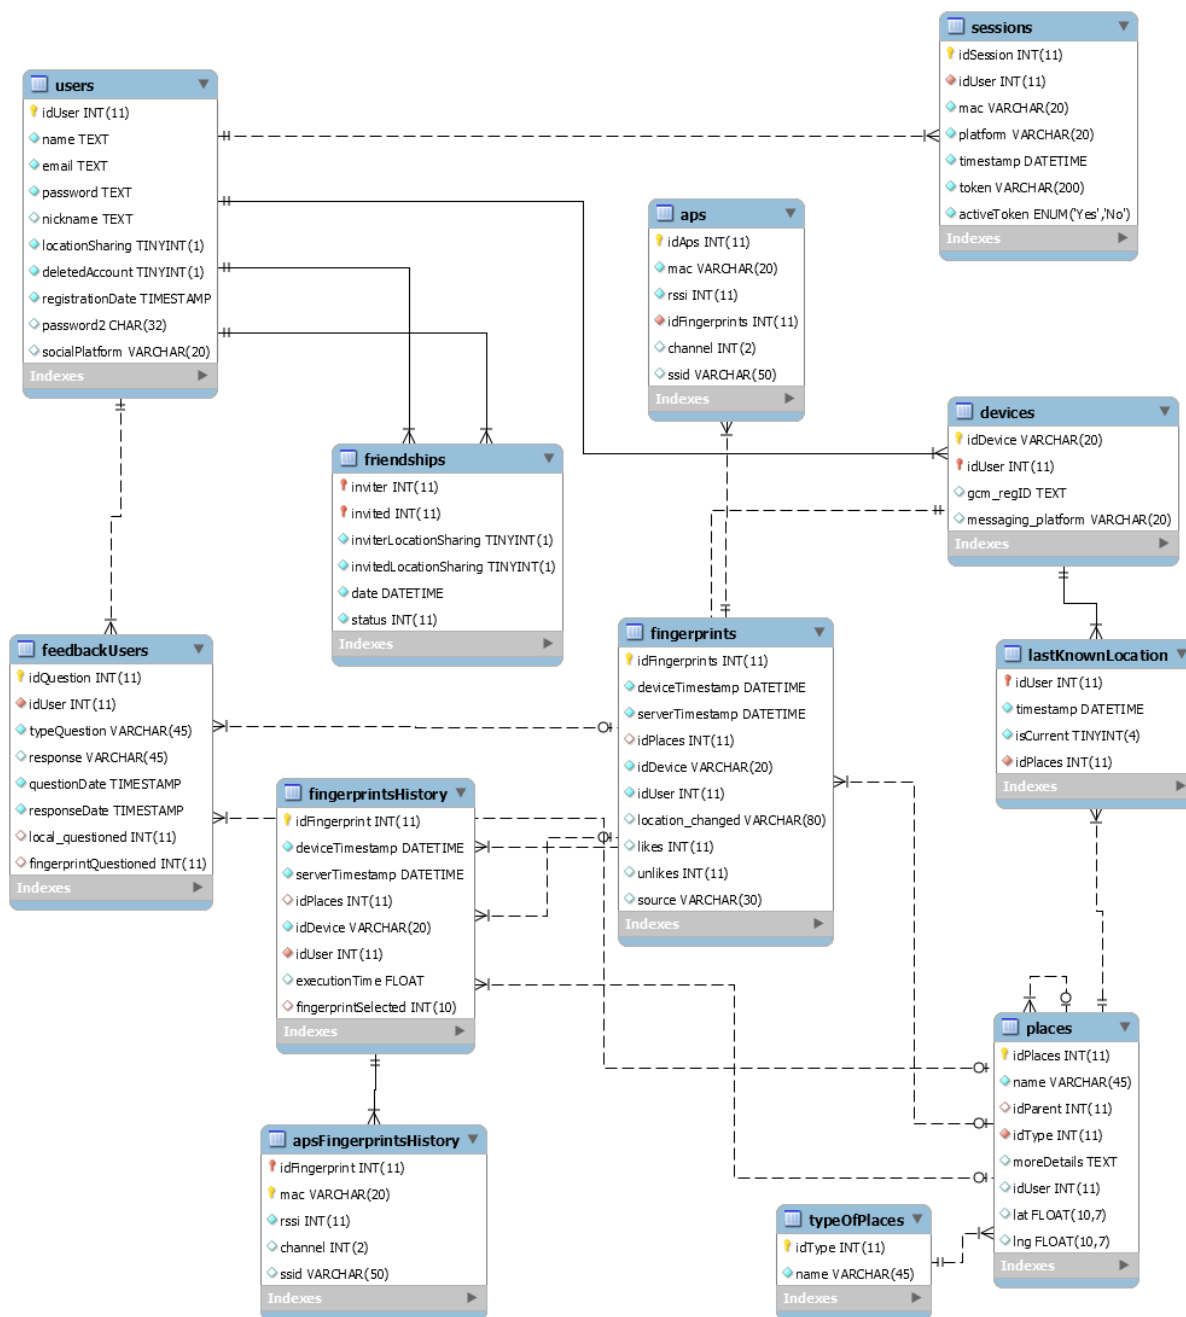 sessions
idSession INT(11)
idUser INT(11)
mac VARCHAR(20)
platform VARCHAR(20)
timestamp DATETIME
token VARCHAR(200)
activeToken ENUM('Yes','No')
Indexes
users
idUser INT(11)
name TEXT
email TEXT
password TEXT
nickname TEXT
locationSharing TINYINT(1)
deletedAccount TINYINT(1)
registrationDate TIMESTAMP
password2 CHAR(32)
socialPlatform VARCHAR(20)
Indexes
aps
idAps INT(11)
mac VARCHAR(20)
rssi INT(11)
idFingerprints INT(11)
channel INT(2)
ssid VARCHAR(50)
Indexes
devices
idDevice VARCHAR(20)
idUser INT(11)
gcm_regID TEXT
messaging_platform VARCHAR(20)
Indexes
friendships
inviter INT(11)
invited INT(11)
inviterLocationSharing TINYINT(1)
invitedLocationSharing TINYINT(1)
date DATETIME
status INT(11)
Indexes
feedbackUsers
idQuestion INT(11)
idUser INT(11)
typeQuestion VARCHAR(45)
response VARCHAR(45)
questionDate TIMESTAMP
responseDate TIMESTAMP
local_questioned INT(11)
fingerprintQuestioned INT(11)
Indexes
fingerprints
idFingerprints INT(11)
deviceTimestamp DATETIME
serverTimestamp DATETIME
idPlaces INT(11)
idDevice VARCHAR(20)
idUser INT(11)
location_changed VARCHAR(80)
likes INT(11)
unlikes INT(11)
source VARCHAR(30)
Indexes
lastKnownLocation
idUser INT(11)
timestamp DATETIME
isCurrent TINYINT(4)
idPlaces INT(11)
Indexes
fingerprintsHistory
idFingerprint INT(11)
deviceTimestamp DATETIME
serverTimestamp DATETIME
idPlaces INT(11)
idDevice VARCHAR(20)
idUser INT(11)
executionTime FLOAT
fingerprintSelected INT(10)
Indexes
places
idPlaces INT(11)
name VARCHAR(45)
idParent INT(11)
idType INT(11)
moreDetails TEXT
idUser INT(11)
lat FLOAT(10,7)
lng FLOAT(10,7)
Indexes
apsFingerprintsHistory
idFingerprint INT(11)
mac VARCHAR(20)
rssi INT(11)
channel INT(2)
ssid VARCHAR(50)
Indexes
typeOfPlaces
idType INT(11)
name VARCHAR(45)
Indexes